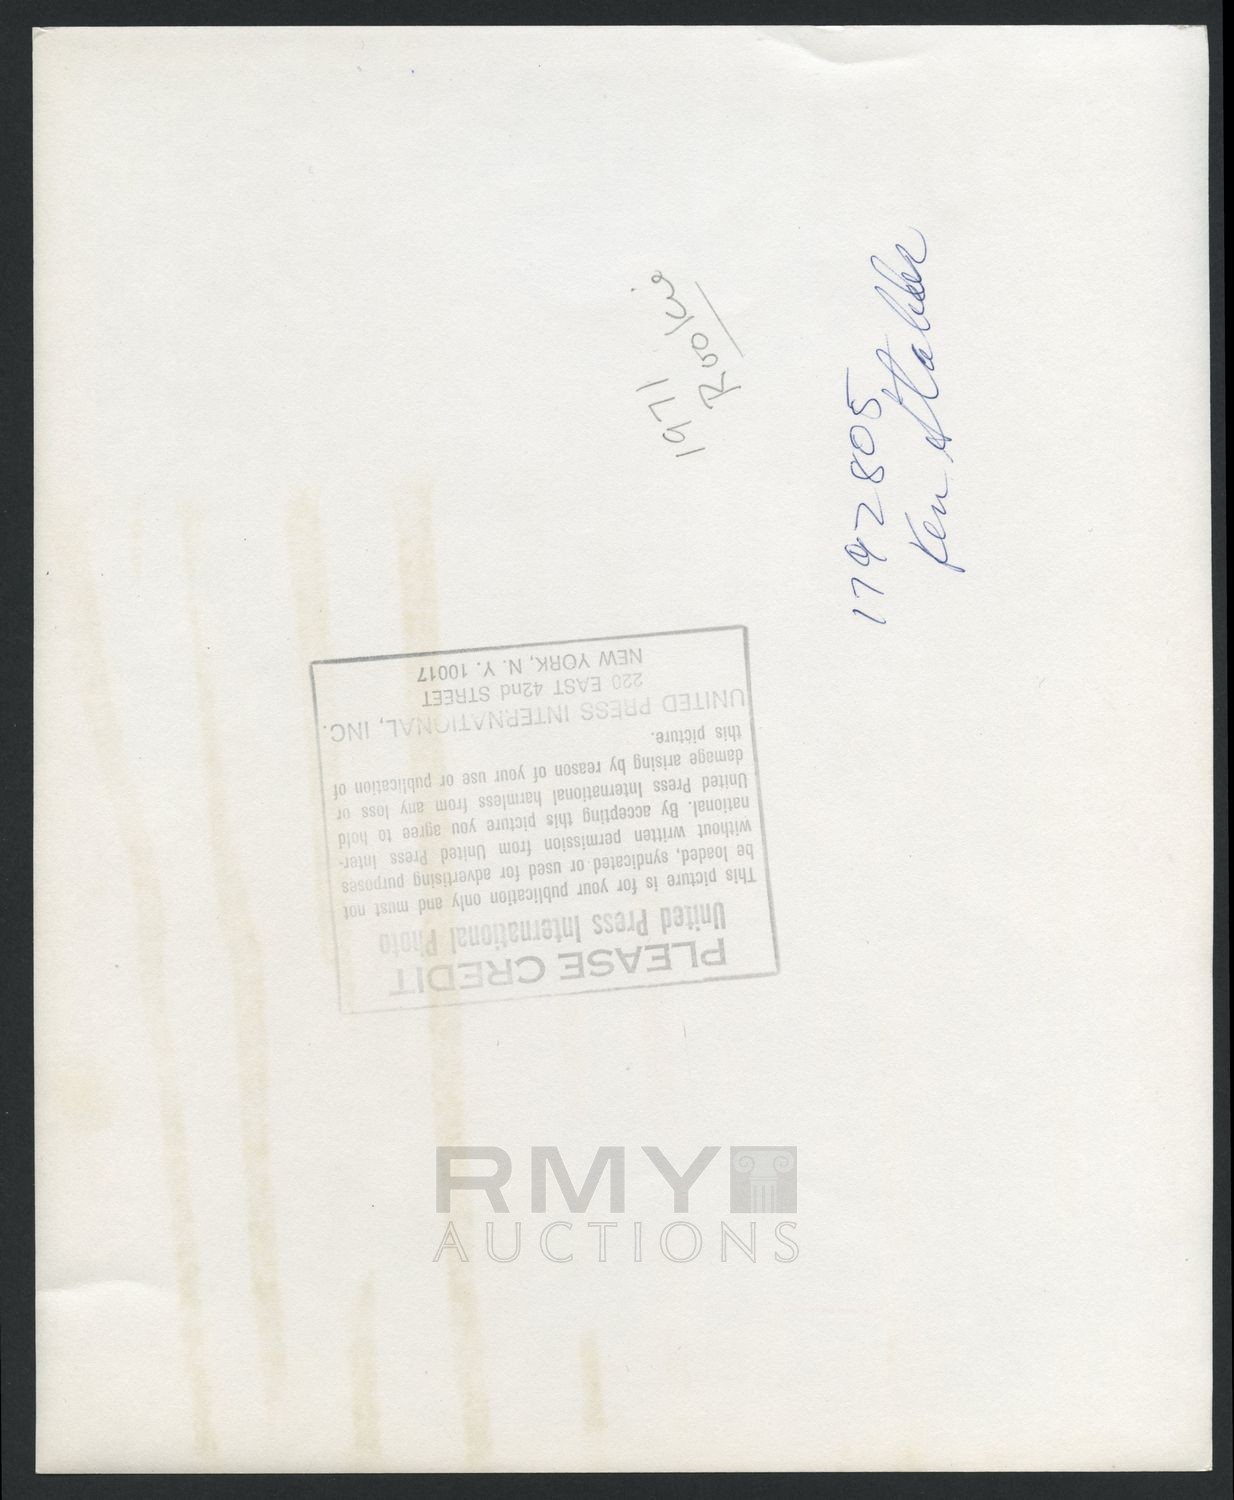 1971
Rookie
1792805
Ken Stabler
PLEASE CREDIT
United Press International Photo
This picture is for your publication only and must not
be loaned, syndicated or used for advertising purposes
without written permission from United Press Inter-
national. By accepting this picture you agree to hold
United Press International harmless from any loss or
damage arising by reason of your use or publication of
this picture.
UNITED PRESS INTERNATIONAL, INC.
220 EAST 42nd STREET
NEW YORK, N. Y. 10017
RMY
AUCTIONS